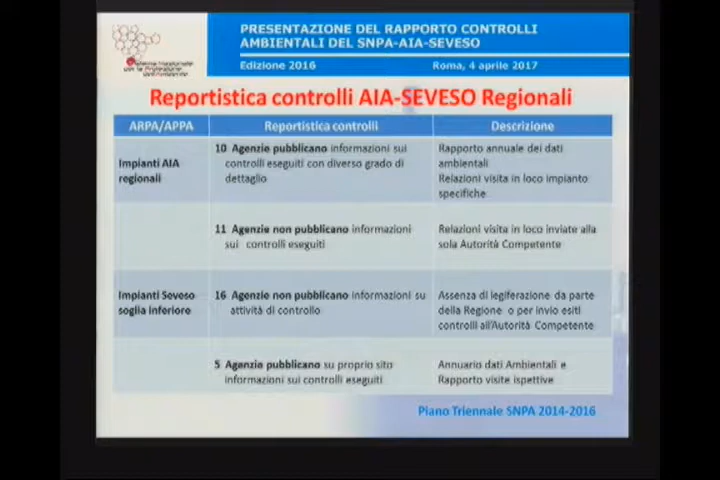 PRESENTAZIONE DEL RAPPORTO CONTROLLI
AMBIENTALI DEL SNPA-AIA-SEVESO
Edizione 2016
Roma, 4 aprile 2017
Reportistica controlli AIA-SEVESO Regionali
ARPA/APPA
Reportistica controlli
Descrizione
Impianti AIA
regionali
10 Agenzie pubblicano informazioni sui
controlli eseguiti con diverso grado di
dettaglio
Rapporto annuale dei dati
ambientali
Relazioni visita in loco impianto
specifiche
11 Agenzie non pubblicano informazioni
sui controlli eseguiti
Relazioni visita in loco inviate alla
sola Autorità Competente
Impianti Seveso
soglia inferiore
16 Agenzie non pubblicano informazioni su
attività di controllo
Assenza di legiferazione da parte
della Regione o per invio esiti
controlli all'Autorità Competente
5 Agenzie pubblicano su proprio sito
informazioni sui controlli eseguiti
Annuario dati Ambientali e
Rapporto visite ispettive
Piano Triennale SNPA 2014-2016